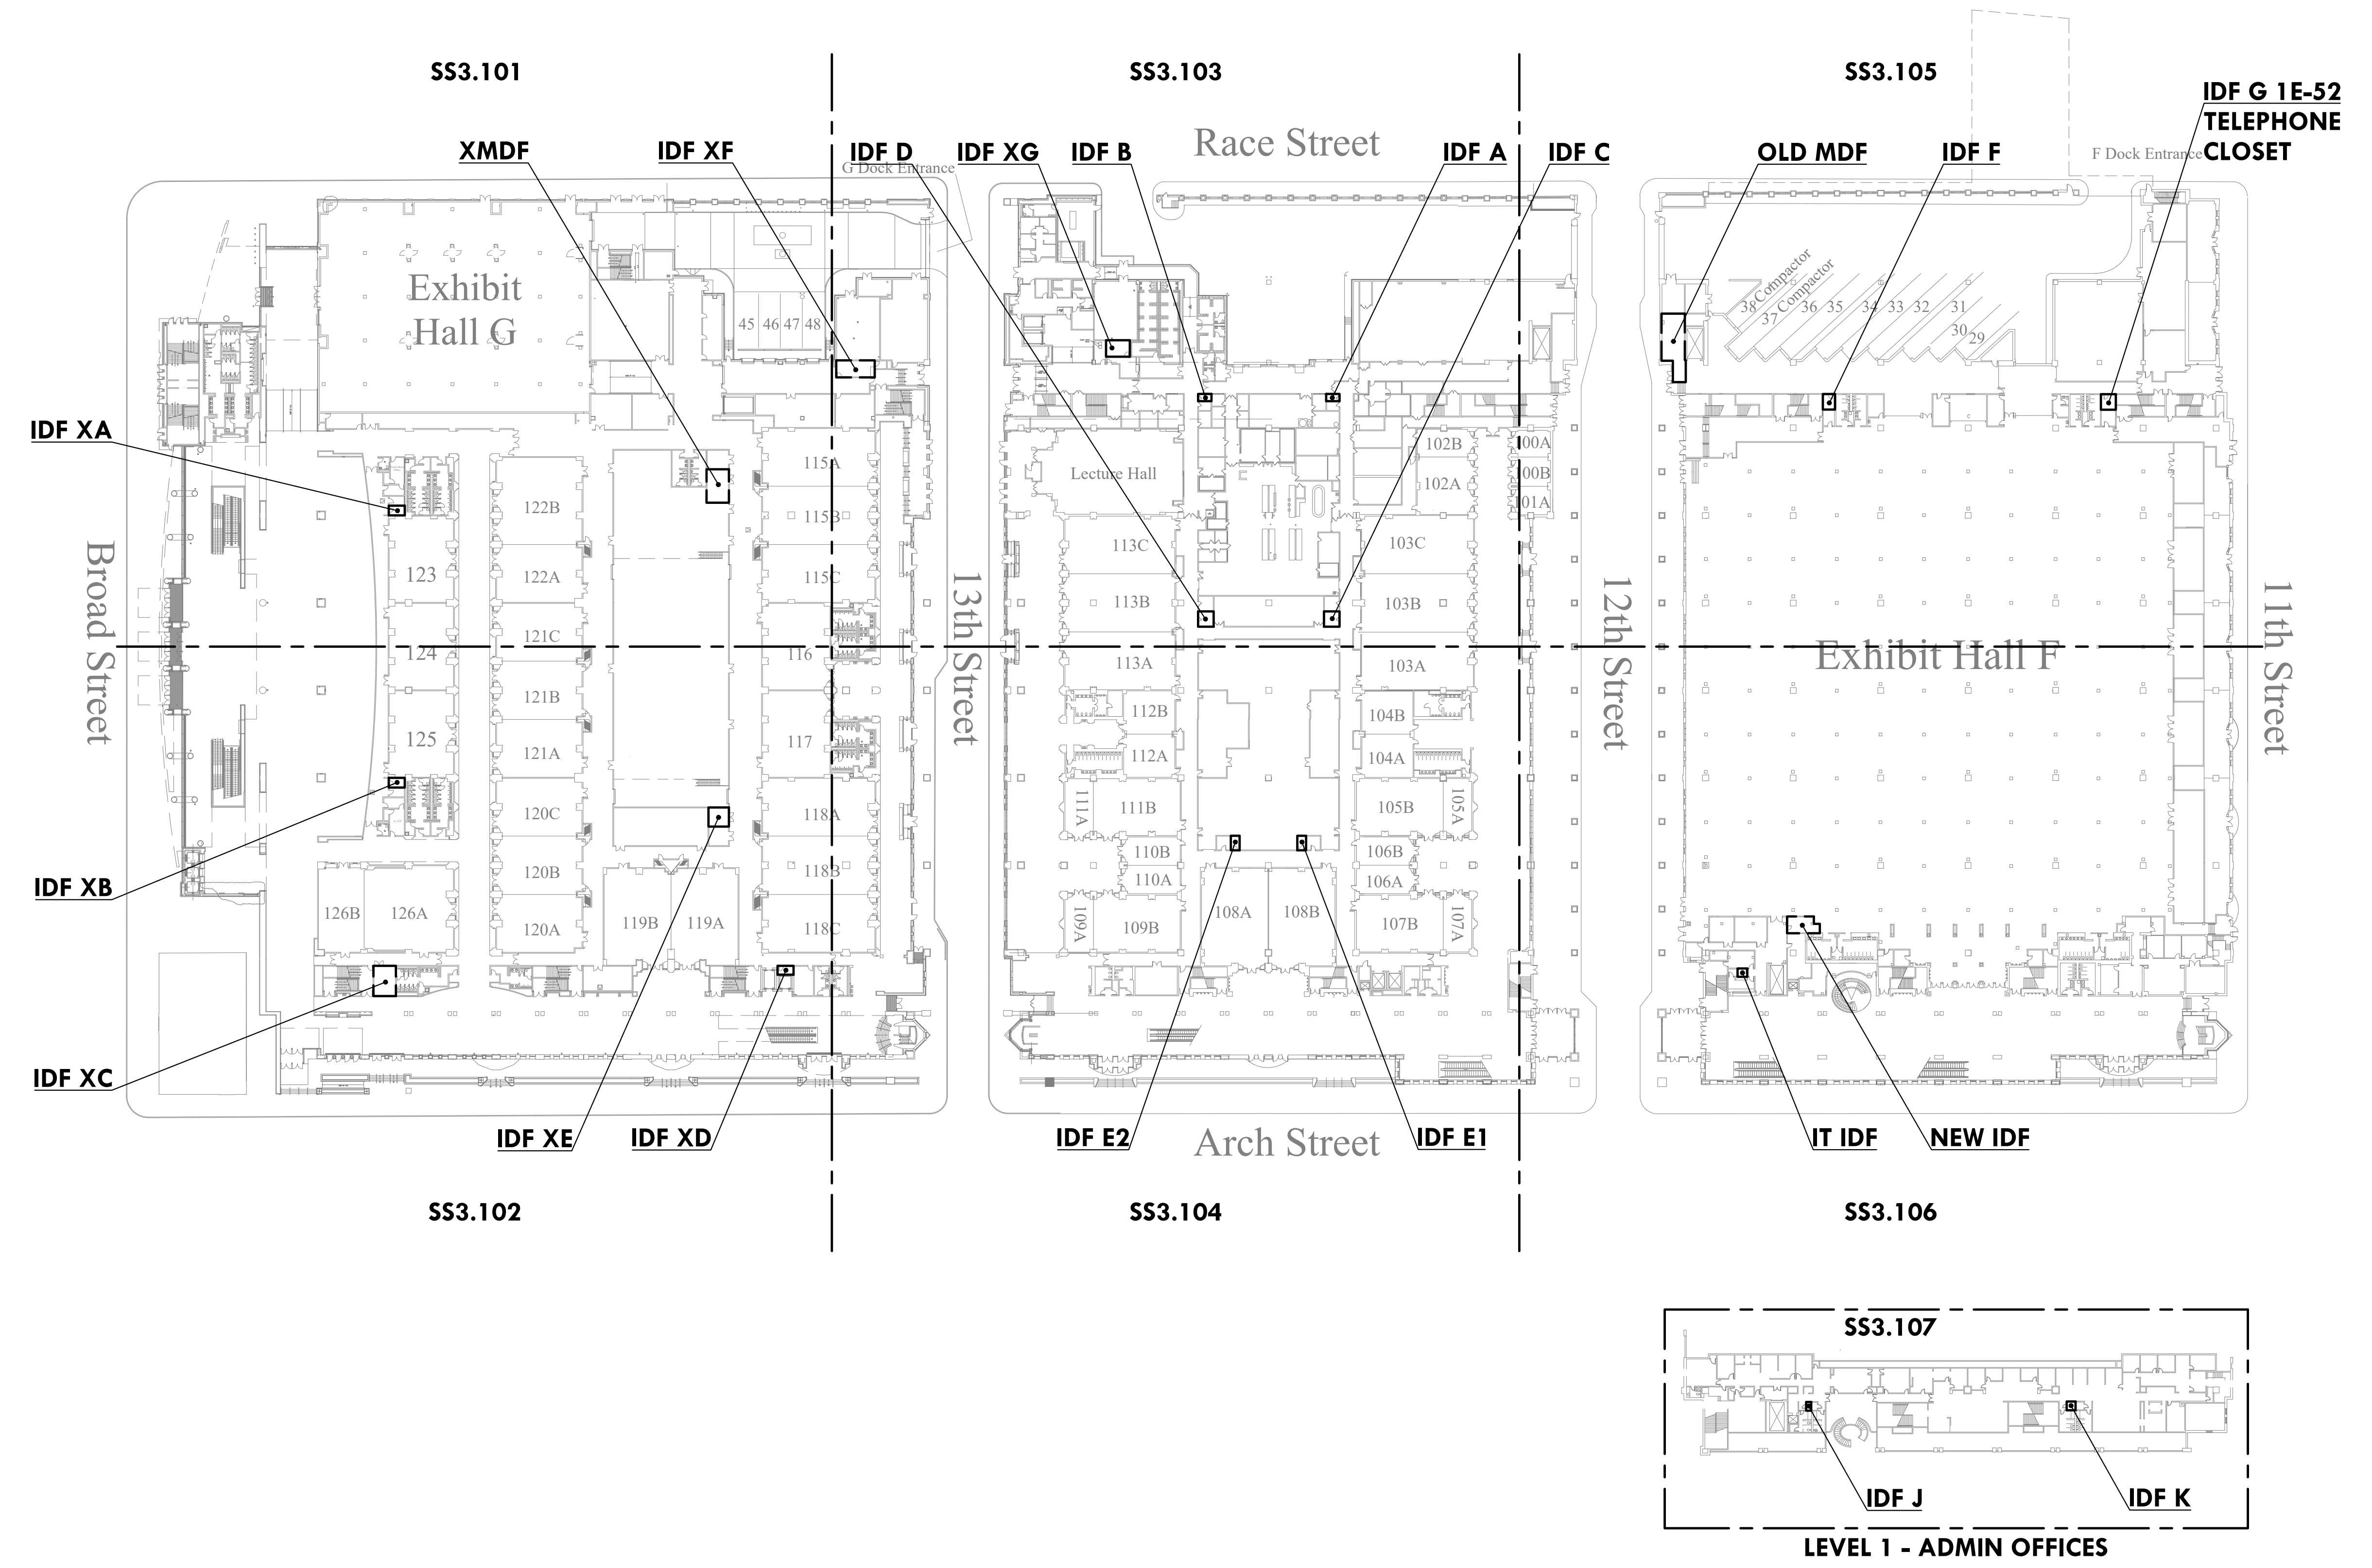 SS3.101
SS3.103
SS3.105
IDF G 1E-52
TELEPHONE
CLOSET
XMDF
IDF XF
IDF D
IDF XG
IDF B
Race Street
IDF A
IDF C
OLD MDF
IDF F
F Dock Entrance
G Dock Entrance
Exhibit
Hall G
45
46
47
48
38
Compactor
37
Compactor
36
35
34
33
32
31
30
29
IDF XA
115A
115B
115C
122B
122A
123
121C
124
116
121B
125
121A
117
120C
118A
120B
118B
120A
118C
126B
126A
119B
119A
Broad Street
13th Street
Lecture Hall
102B
100A
100B
102A
101A
113C
103C
113B
103B
113A
103A
112B
104B
112A
104A
111A
111B
105B
105A
110B
106B
110A
106A
109A
109B
108A
108B
107B
107A
12th Street
Exhibit Hall F
11th Street
IDF XB
IDF XC
IDF XE
IDF XD
IDF E2
Arch Street
IDF E1
IT IDF
NEW IDF
SS3.102
SS3.104
SS3.106
SS3.107
IDF J
IDF K
LEVEL 1 - ADMIN OFFICES